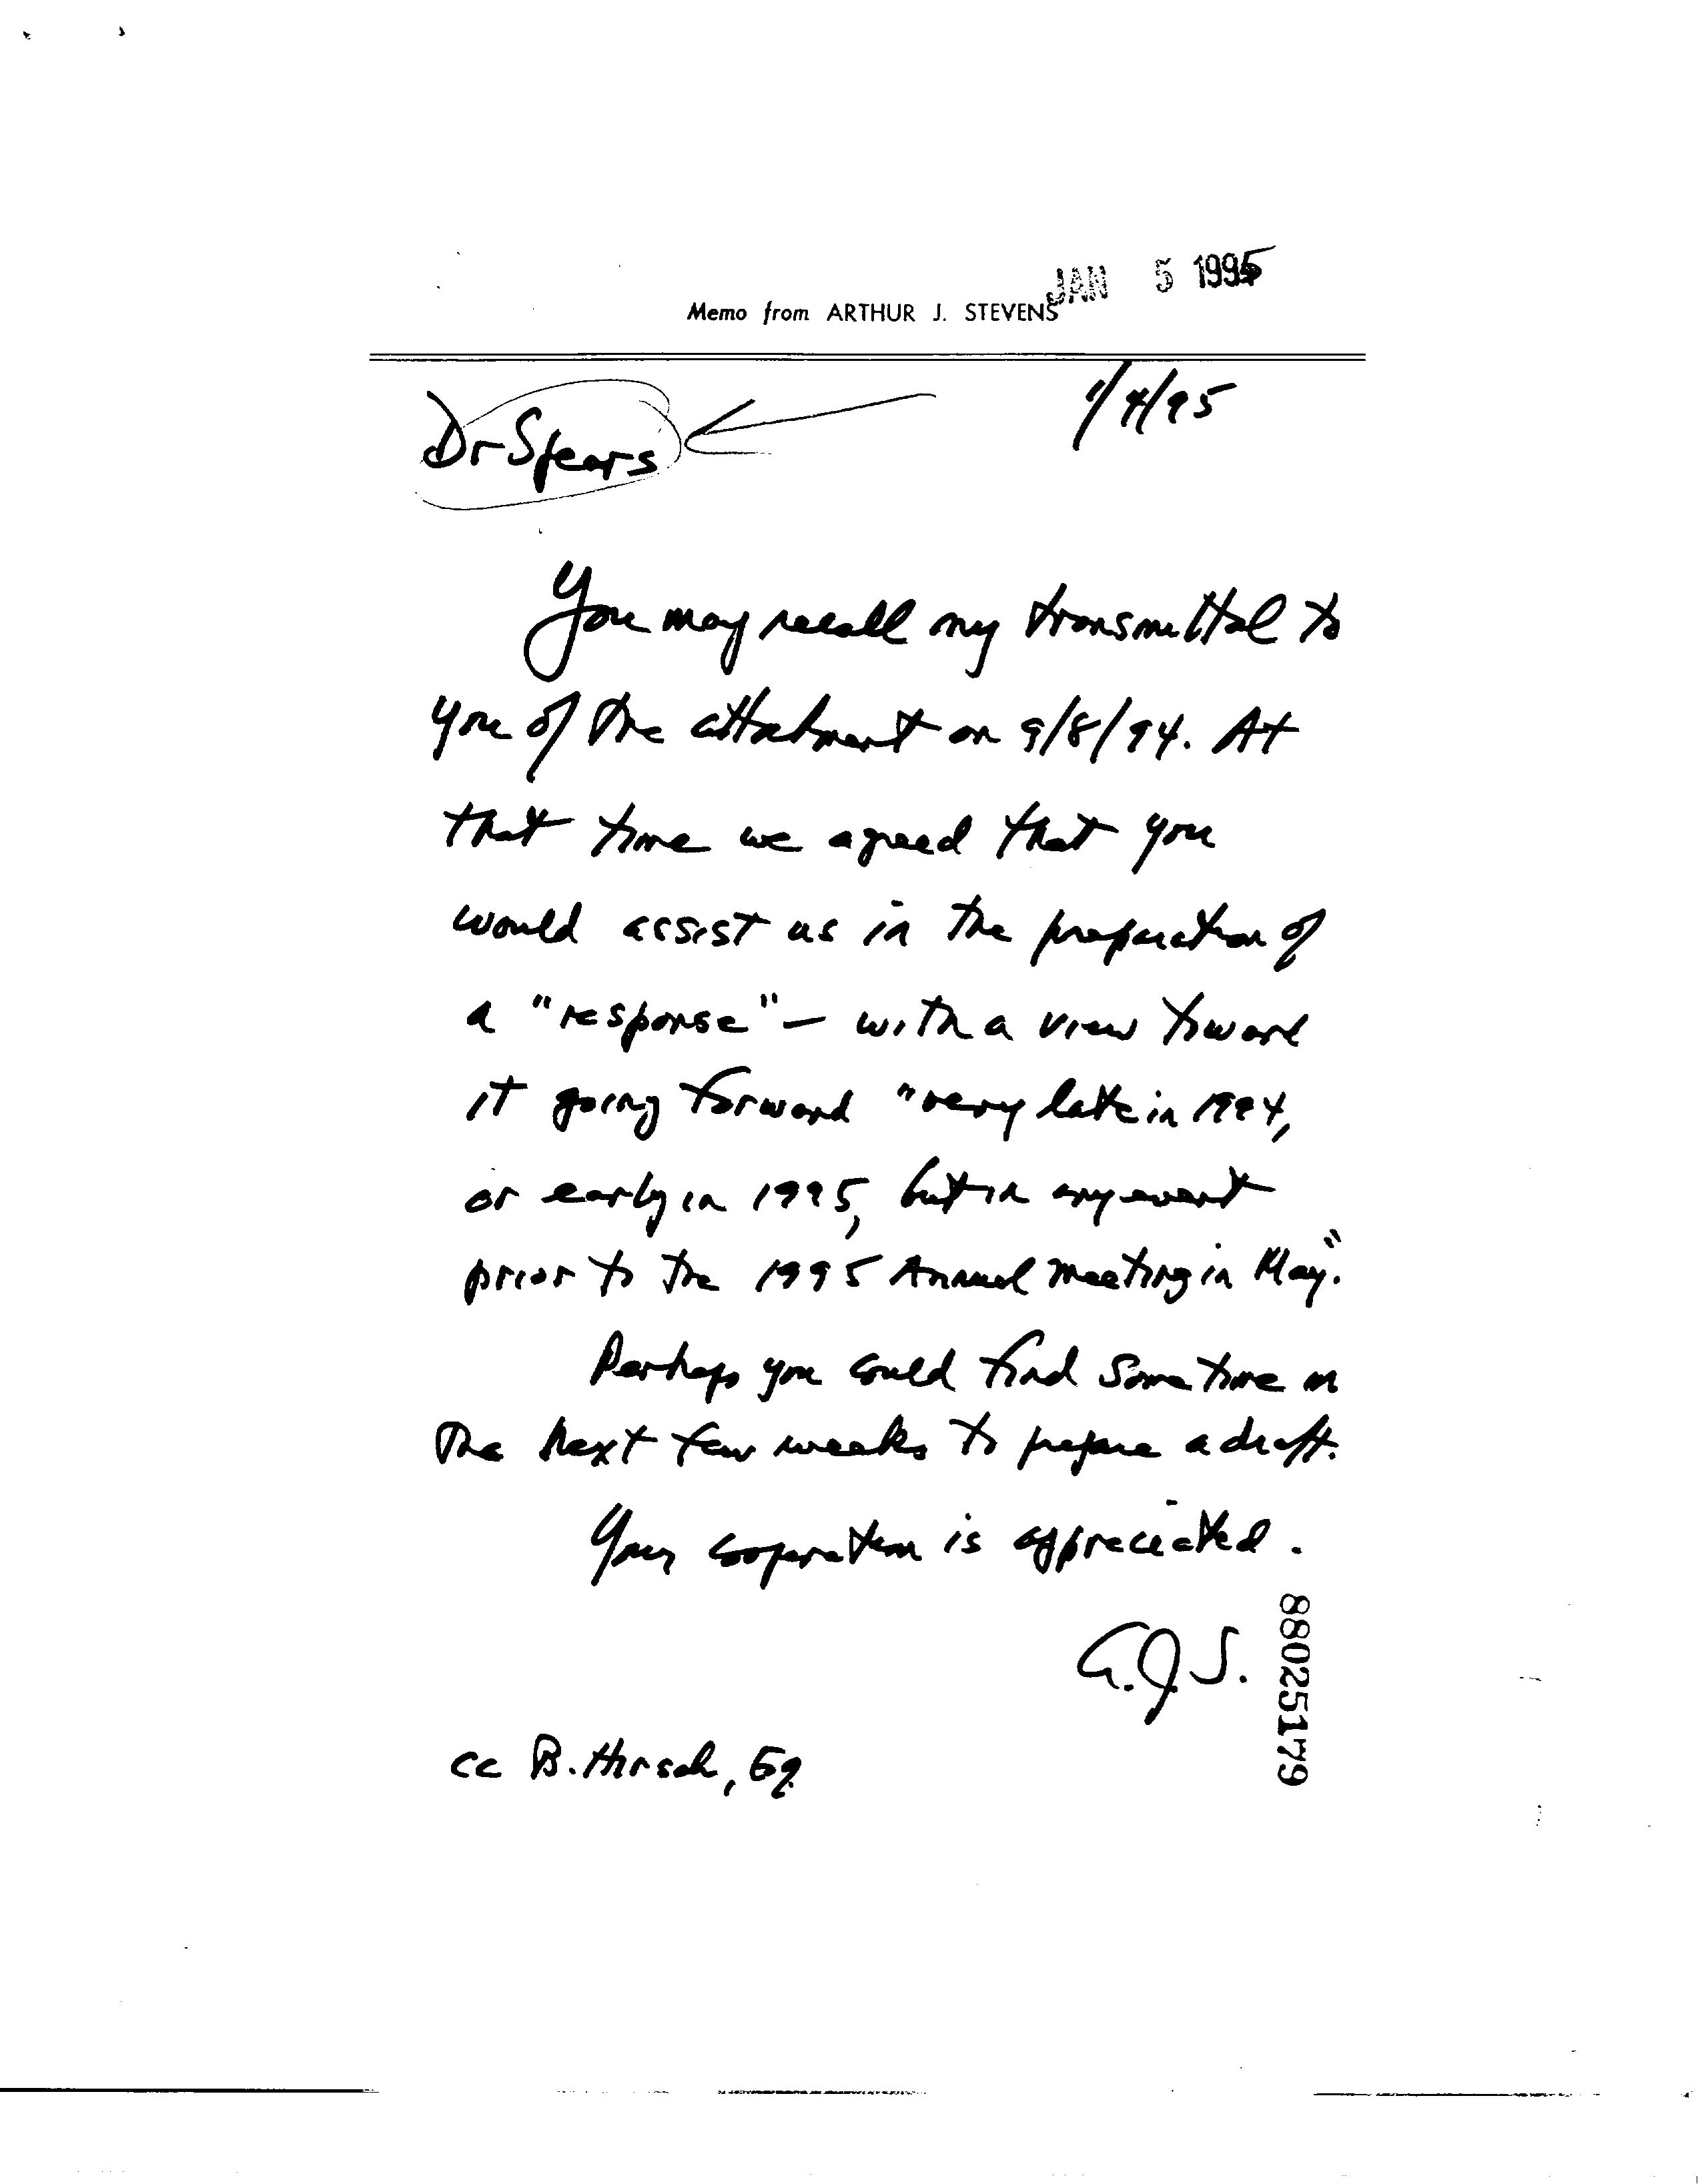 JAN 5 1995
Memo from ARTHUR J. STEVENS
1/4/95
Dr Spears
You may recall my transmittal to
you of the attachment on 9/8/94. At
that time we agreed that you
would assist us in the preparation of
a "response" – with a view toward
it going forward "very late in 1994,
or early in 1995, but in any event
prior to the 1995 Annual Meeting in May."
Perhaps you could find some time in
the next few weeks to prepare a draft.
Your cooperation is appreciated.
A.J.S.
cc B. Hirsch, Esq.
88025179